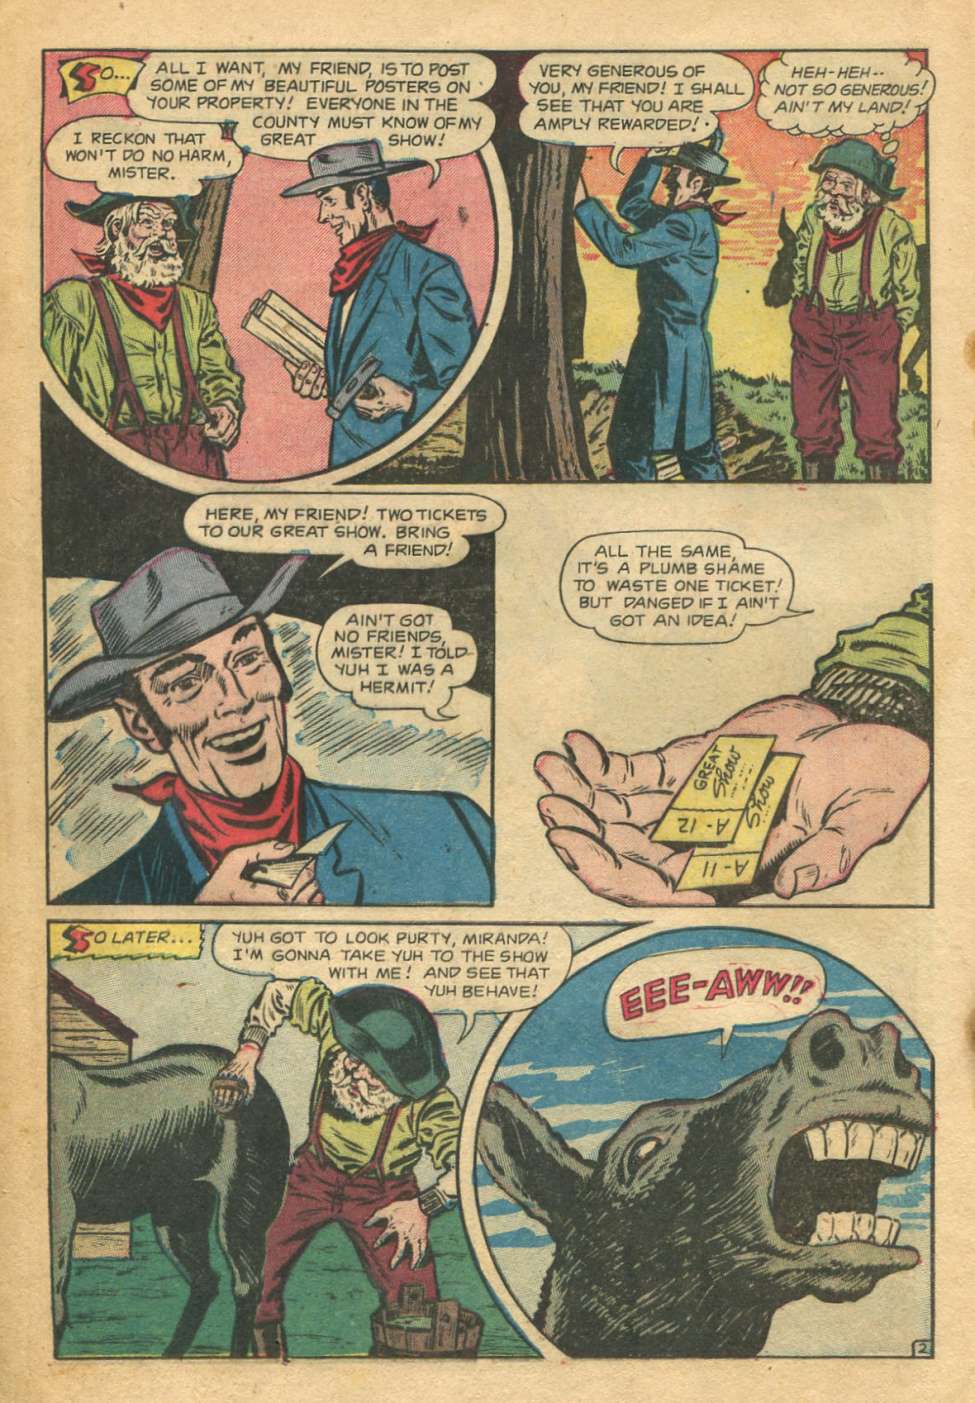 So...
ALL I WANT, MY FRIEND, IS TO POST
SOME OF MY BEAUTIFUL POSTERS ON
YOUR PROPERTY! EVERYONE IN THE
COUNTY MUST KNOW OF MY
GREAT SHOW!
I RECKON THAT
WON'T DO NO HARM,
MISTER.
VERY GENEROUS OF
YOU, MY FRIEND! I SHALL
SEE THAT YOU ARE
AMPLY REWARDED!
HEH-HEH--
NOT SO GENEROUS!
AIN'T MY LAND!
HERE, MY FRIEND! TWO TICKETS
TO OUR GREAT SHOW. BRING
A FRIEND!
AIN'T GOT
NO FRIENDS,
MISTER! I TOLD
YUH I WAS A
HERMIT!
ALL THE SAME,
IT'S A PLUMB SHAME
TO WASTE ONE TICKET!
BUT DANGED IF I AIN'T
GOT AN IDEA!
GREAT
Show
A-12
Show
A-11
SO LATER...
YUH GOT TO LOOK PURTY, MIRANDA!
I'M GONNA TAKE YUH TO THE SHOW
WITH ME! AND SEE THAT
YUH BEHAVE!
EEE-AWW!!
2